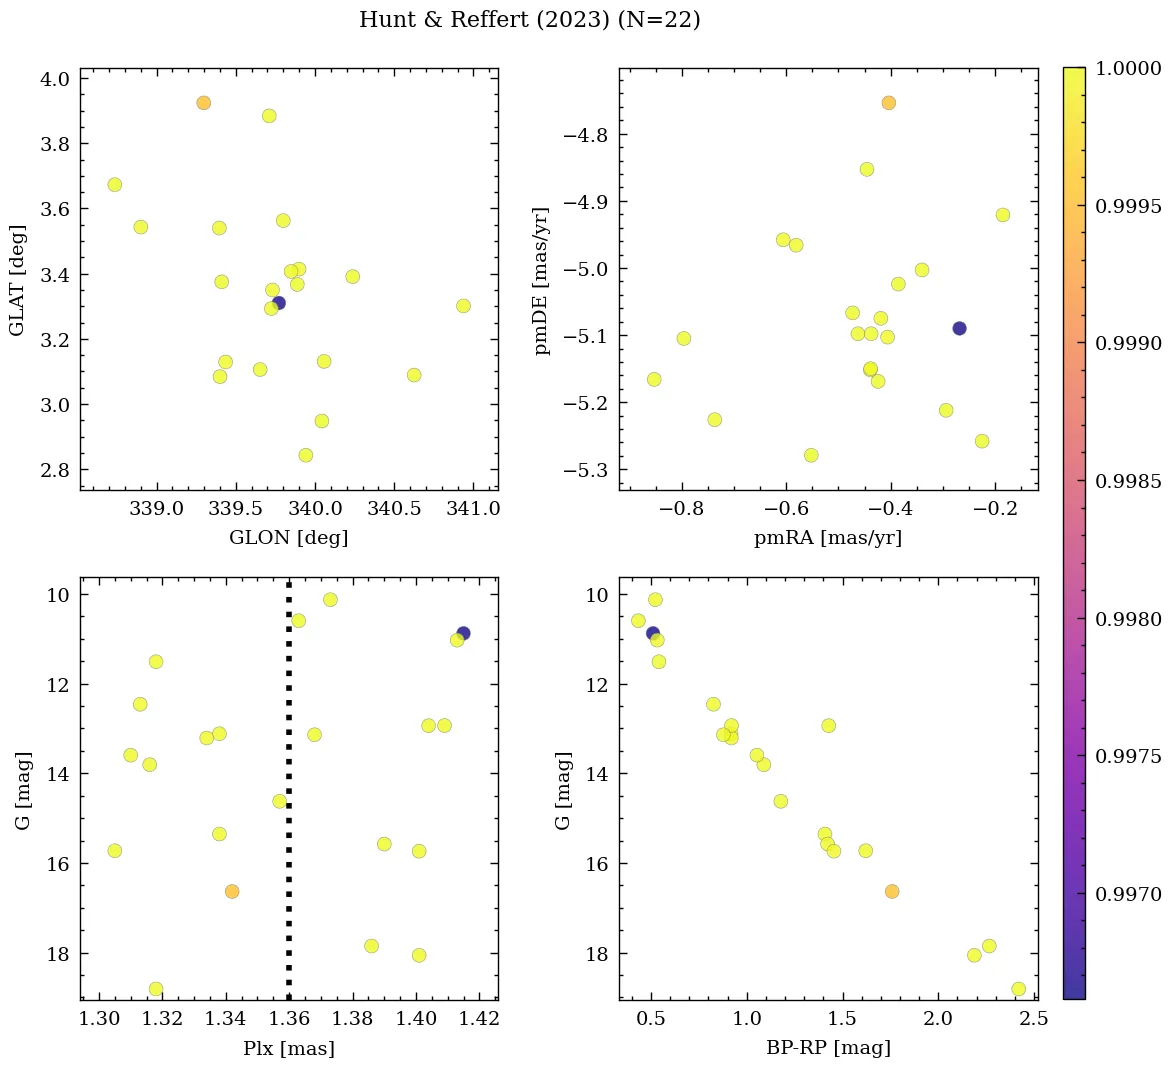 Hunt & Reffert (2023) (N=22)
4.0
3.8
3.6
3.4
3.2
3.0
2.8
GLAT [deg]
339.0 339.5 340.0 340.5 341.0
GLON [deg]
−4.8
−4.9
−5.0
−5.1
−5.2
−5.3
pmDE [mas/yr]
−0.8 −0.6 −0.4 −0.2
pmRA [mas/yr]
10
12
14
16
18
G [mag]
1.30 1.32 1.34 1.36 1.38 1.40 1.42
Plx [mas]
10
12
14
16
18
G [mag]
0.5 1.0 1.5 2.0 2.5
BP-RP [mag]
1.0000
0.9995
0.9990
0.9985
0.9980
0.9975
0.9970